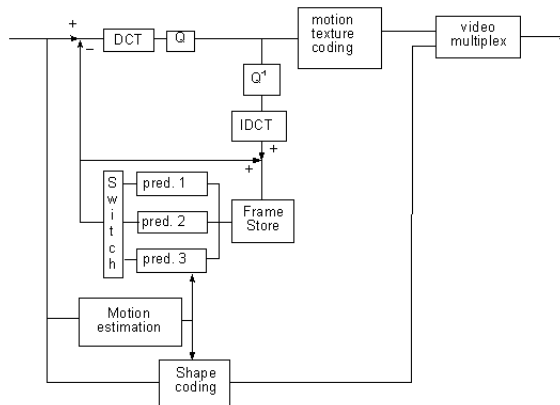 +
−
DCT
Q
motion
texture
coding
video
multiplex
Q⁻¹
IDCT
+
+
Switch
pred. 1
pred. 2
pred. 3
Frame
Store
Motion
estimation
Shape
coding